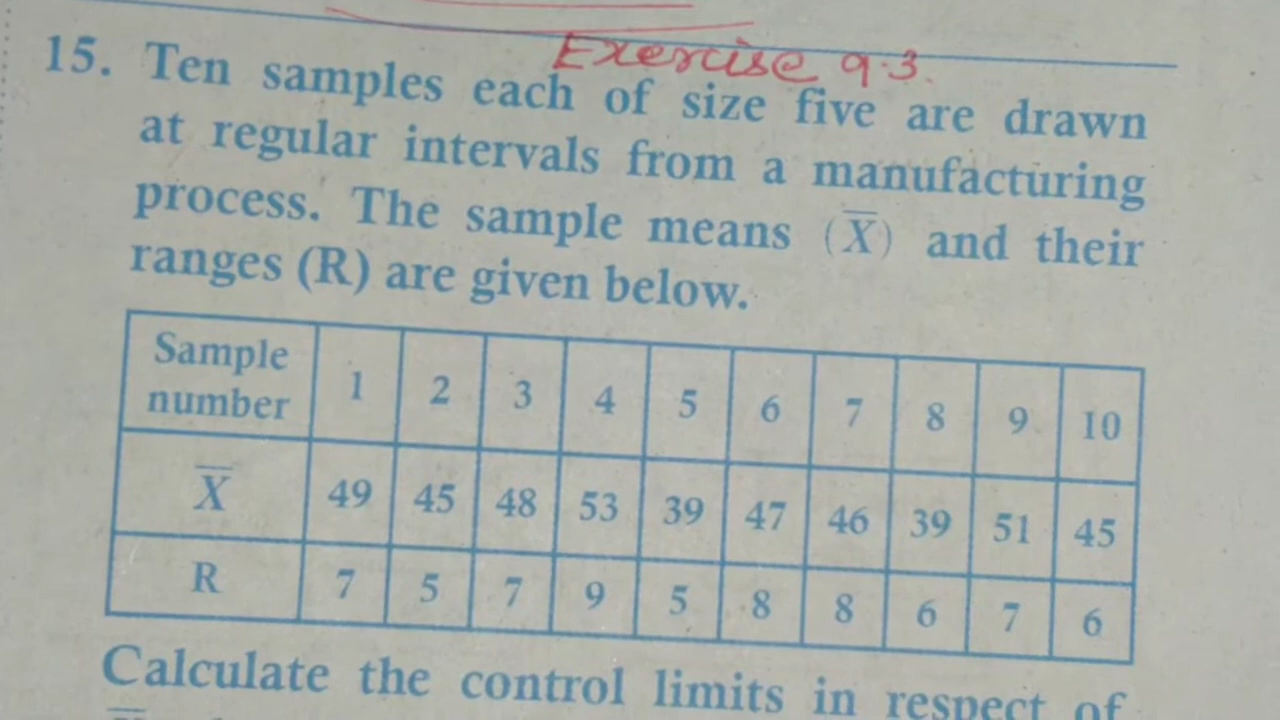 Exercise 9.3.
15. Ten samples each of size five are drawn
at regular intervals from a manufacturing
process. The sample means (X̅) and their
ranges (R) are given below.
Sample number 1 2 3 4 5 6 7 8 9 10
X̅ 49 45 48 53 39 47 46 39 51 45
R 7 5 7 9 5 8 8 6 7 6
Calculate the control limits in respect of